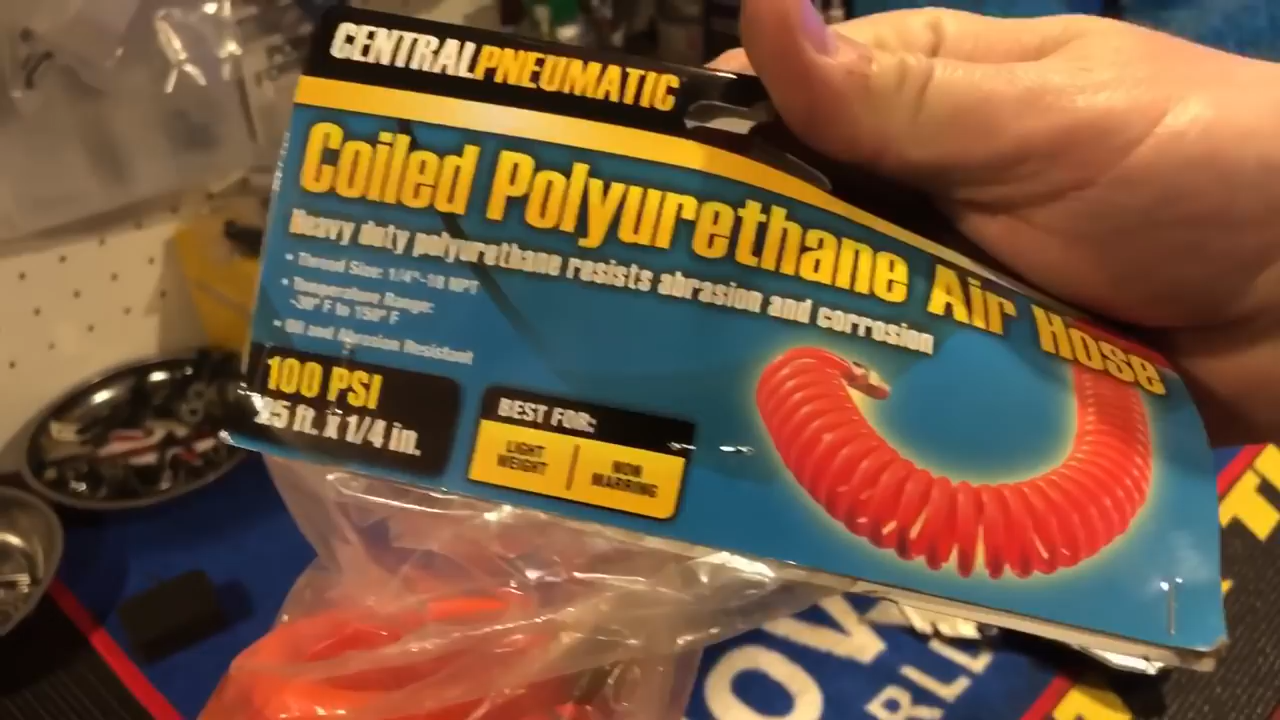 CENTRALPNEUMATIC
Coiled Polyurethane Air Hose
Heavy duty polyurethane resists abrasion and corrosion
• Thread Size: 1/4"-18 NPT
• Temperature Range:
-30° F to 150° F
• Oil and Abrasion Resistant
100 PSI
25 ft. x 1/4 in.
BEST FOR:
LIGHT WEIGHT
NON MARRING